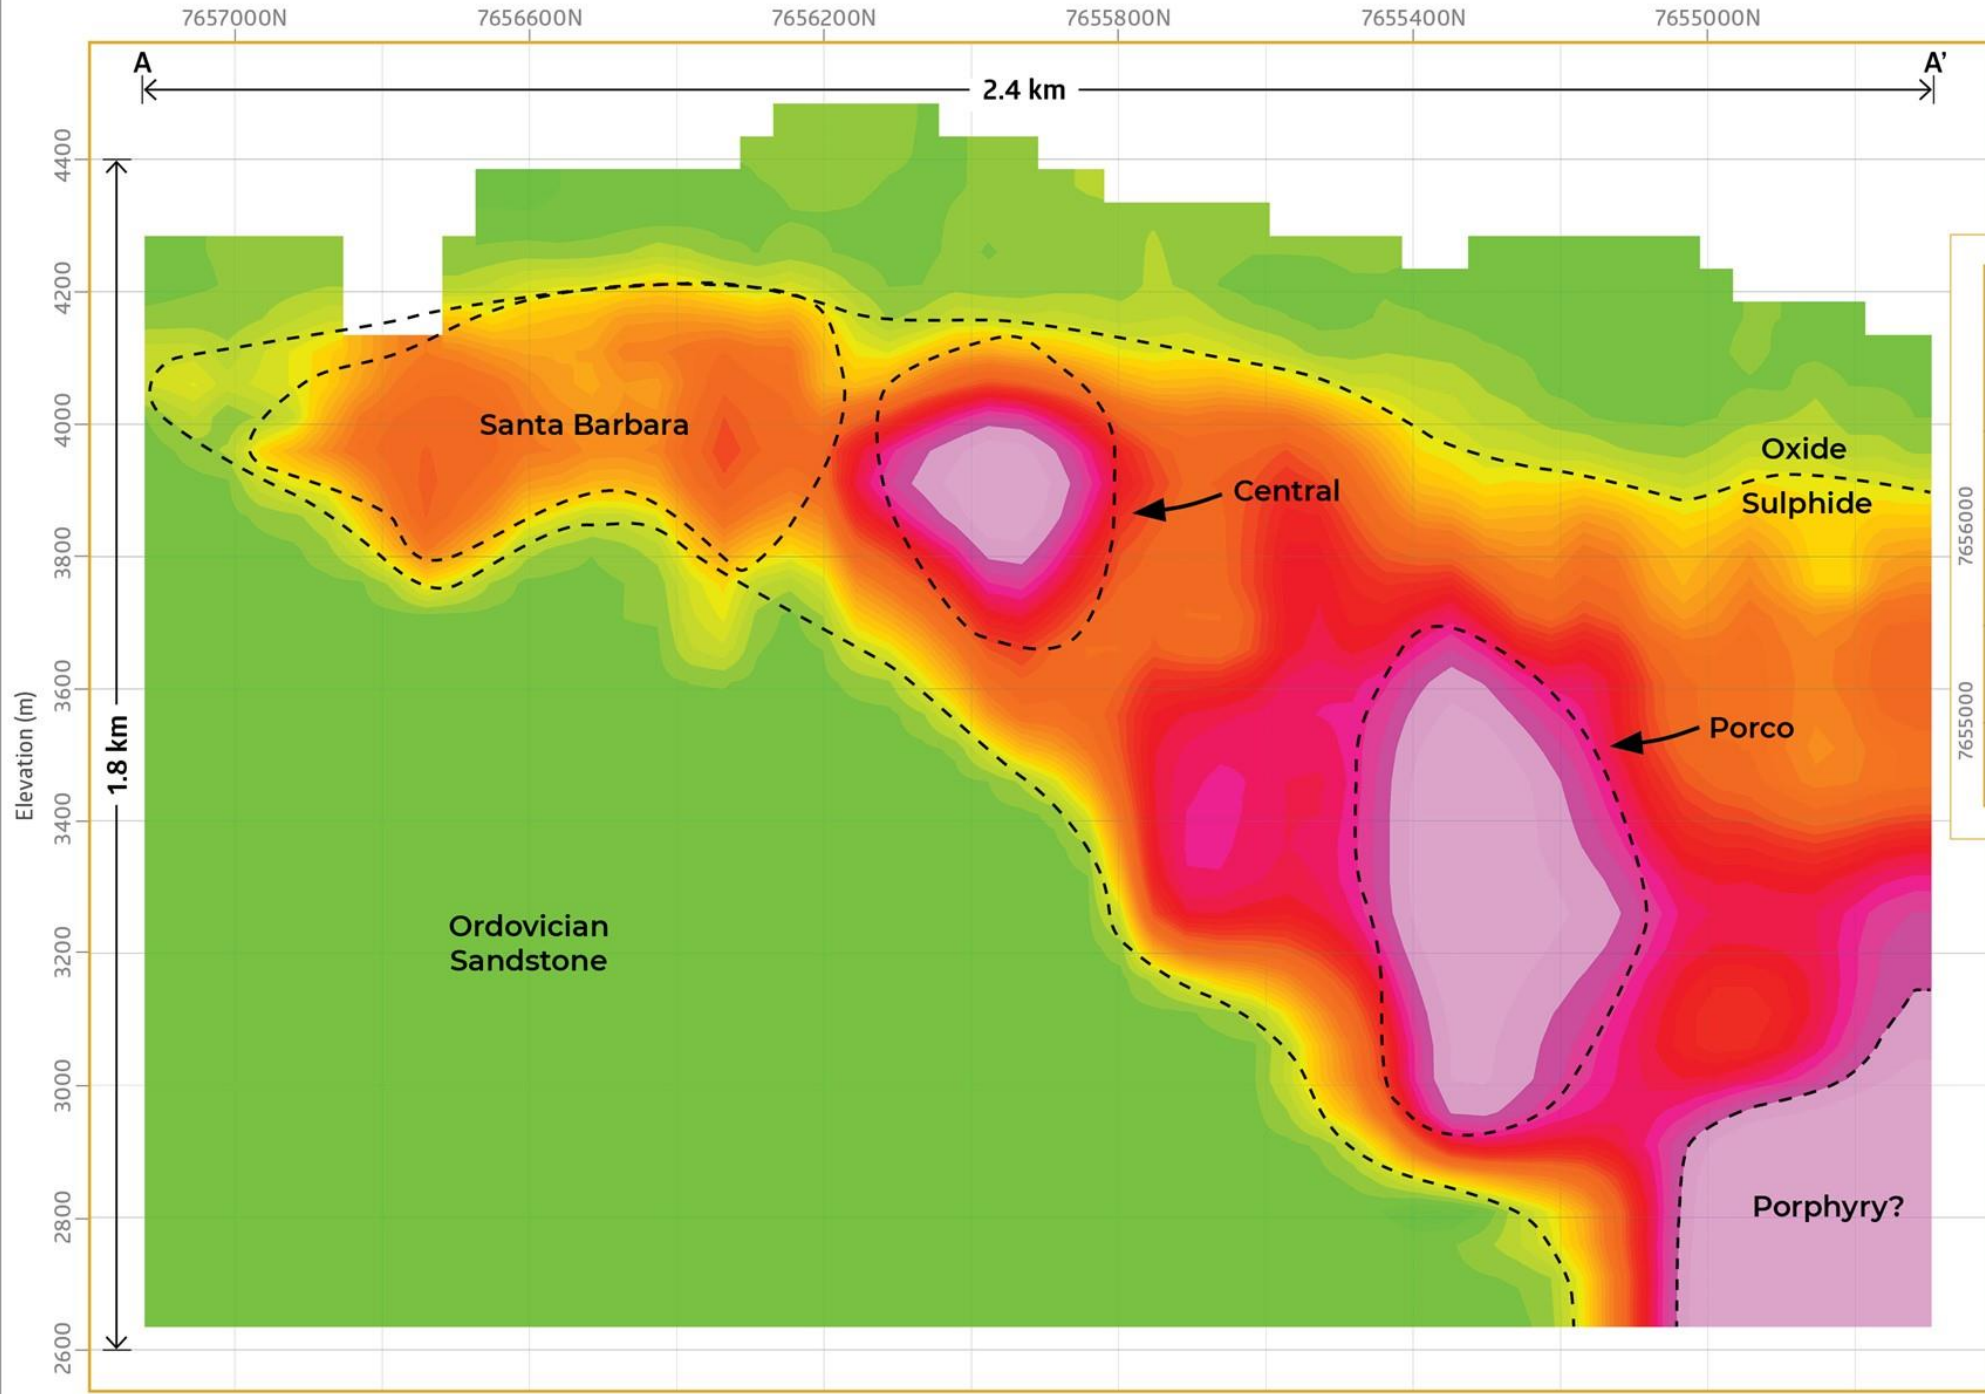 7657000N 7656600N 7656200N 7655800N 7655400N 7655000N
A A’
2.4 km
4400
4200
4000
3800
3600
3400
3200
3000
2800
2600
Elevation (m)
1.8 km
Santa Barbara
Central
Oxide
Sulphide
Porco
Ordovician
Sandstone
Porphyry?
7656000
7655000